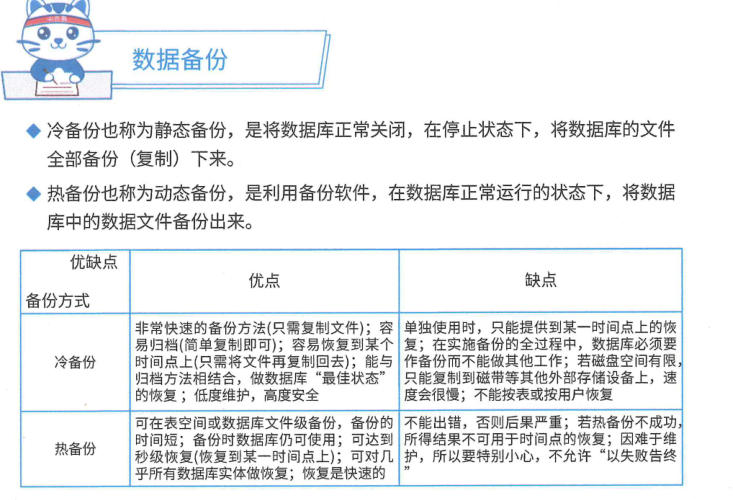 数据备份
冷备份也称为静态备份，是将数据库正常关闭，在停止状态下，将数据库的文件
全部备份（复制）下来。
热备份也称为动态备份，是利用备份软件，在数据库正常运行的状态下，将数据
库中的数据文件备份出来。
优缺点
备份方式
优点
缺点
冷备份
非常快速的备份方法(只需复制文件)；容
易归档(简单复制即可)；容易恢复到某个
时间点上(只需将文件再复制回去)；能与
归档方法相结合，做数据库“最佳状态”
的恢复；低度维护，高度安全
单独使用时，只能提供到某一时间点上的恢
复；在实施备份的全过程中，数据库必须要
作备份而不能做其他工作；若磁盘空间有限，
只能复制到磁带等其他外部存储设备上，速
度会很慢；不能按表或按用户恢复
热备份
可在表空间或数据库文件级备份，备份的
时间短；备份时数据库仍可使用；可达到
秒级恢复(恢复到某一时间点上)；可对几
乎所有数据库实体做恢复；恢复是快速的
不能出错，否则后果严重；若热备份不成功，
所得结果不可用于时间点的恢复；因难于维
护，所以要特别小心，不允许“以失败告终
”